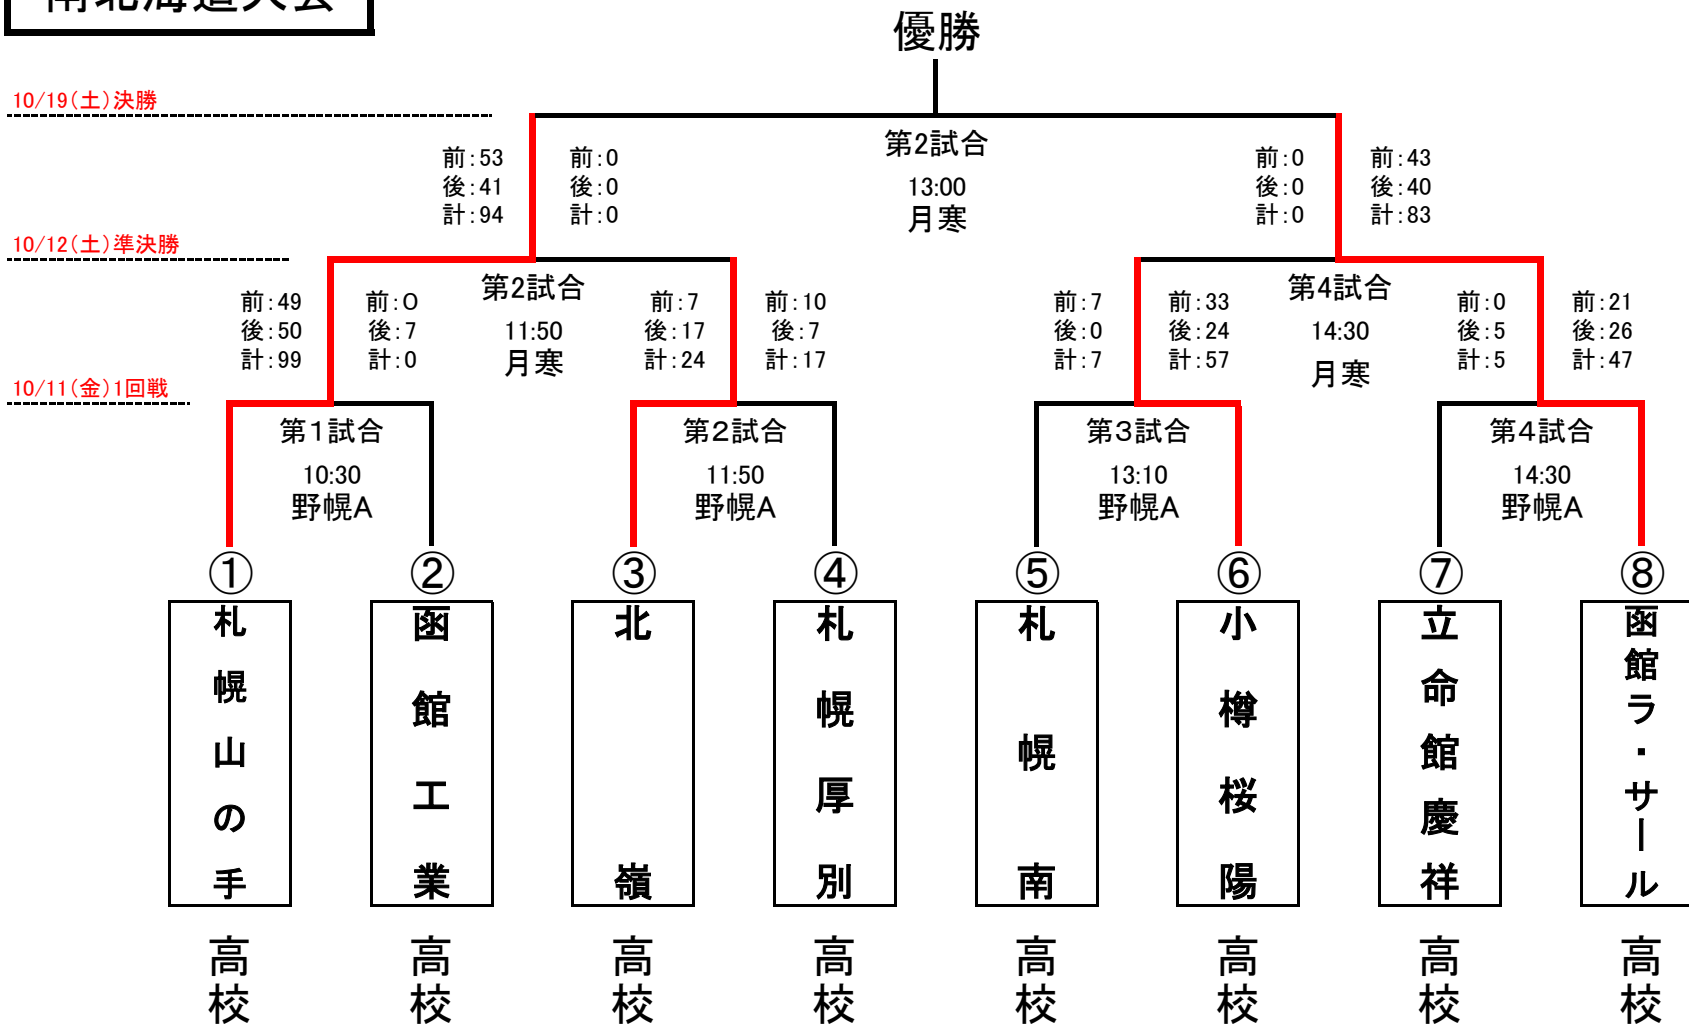 南北海道大会
優勝
10/19(土)決勝
第2試合
13:00
月寒
前:53
後:41
計:94
前:0
後:0
計:0
前:0
後:0
計:0
前:43
後:40
計:83
10/12(土)準決勝
前:49
後:50
計:99
前:O
後:7
計:0
第2試合
11:50
月寒
前:7
後:17
計:24
前:10
後:7
計:17
前:7
後:0
計:7
前:33
後:24
計:57
第4試合
14:30
月寒
前:0
後:5
計:5
前:21
後:26
計:47
10/11(金)1回戦
第1試合
10:30
野幌A
第2試合
11:50
野幌A
第3試合
13:10
野幌A
第4試合
14:30
野幌A
①
札幌山の手
高校
②
函館工業
高校
③
北嶺
高校
④
札幌厚別
高校
⑤
札幌南
高校
⑥
小樽桜陽
高校
⑦
立命館慶祥
高校
⑧
函館ラ・サール
高校